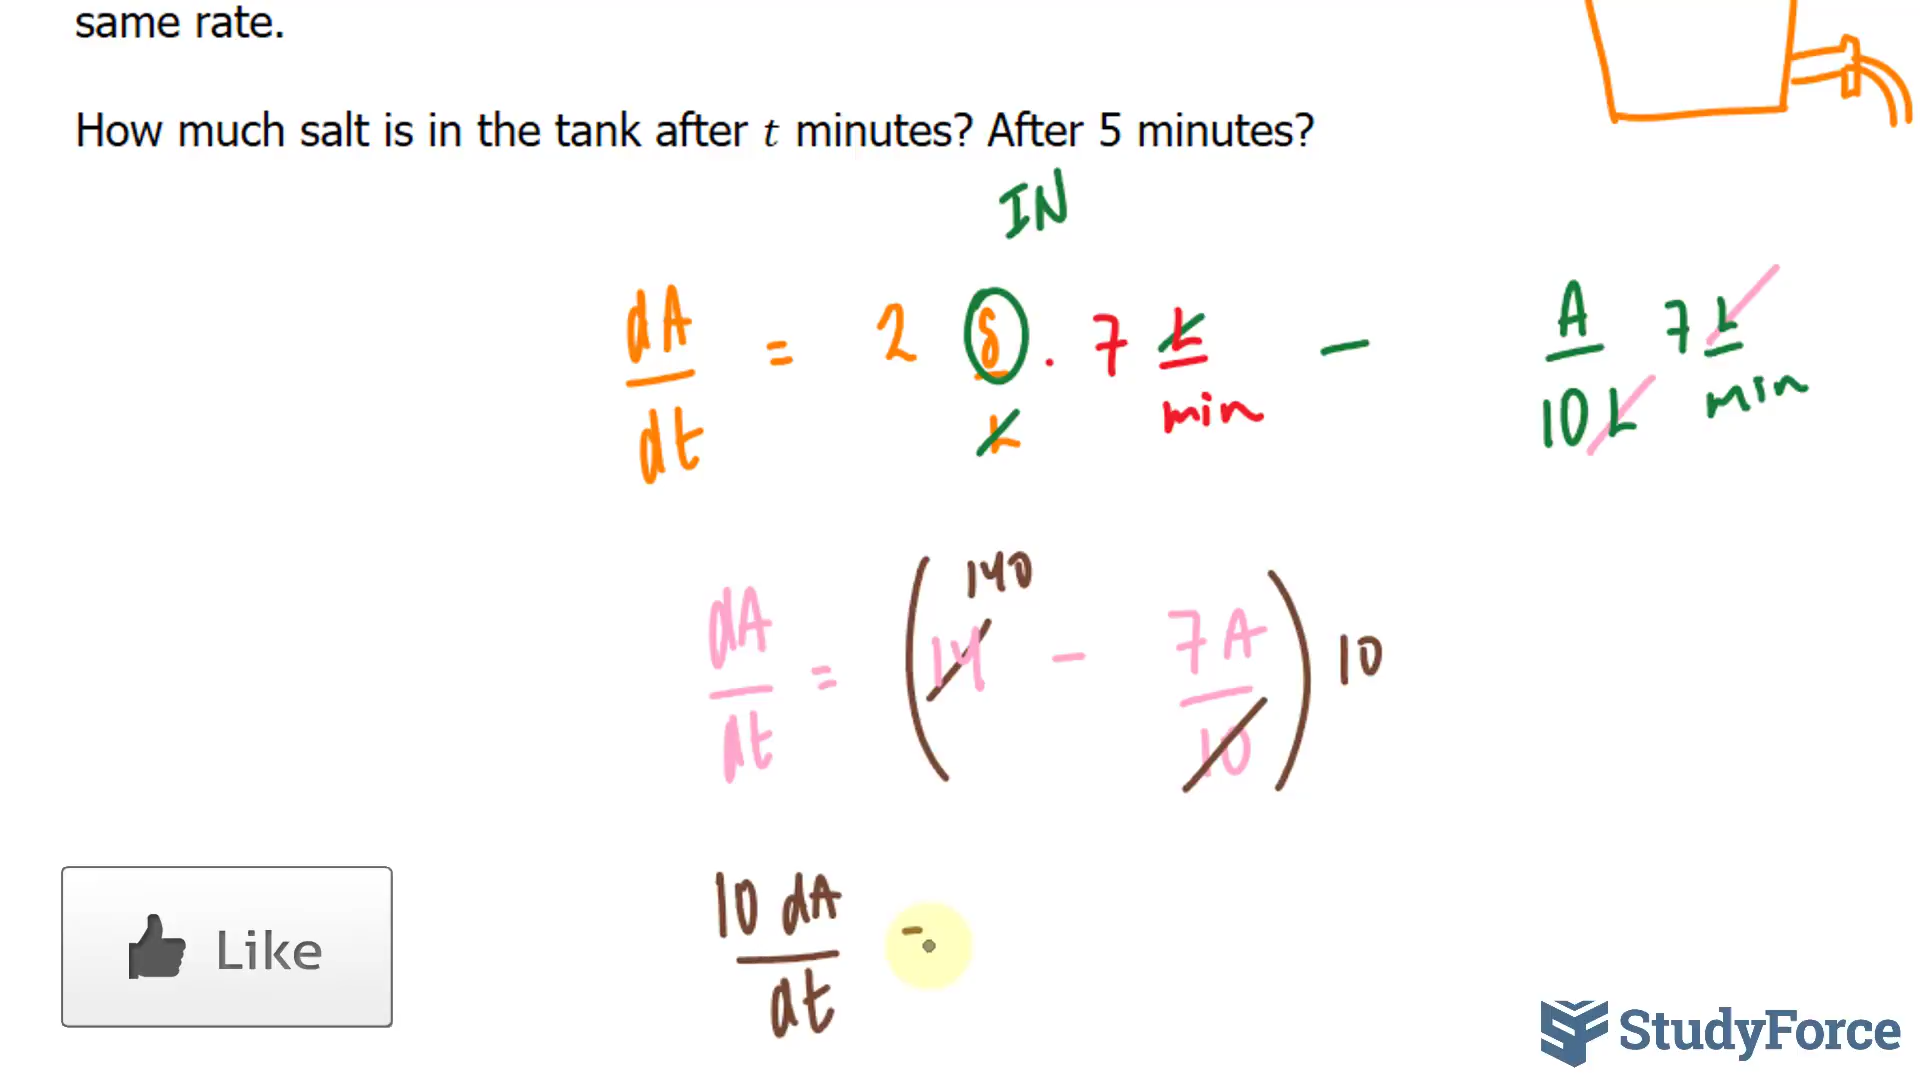 same rate.
How much salt is in the tank after t minutes? After 5 minutes?
IN
dA/dt = 2 g/L · 7 L/min − A/10L 7 L/min
140
dA/dt = (14 − 7A/10) 10
10 dA/dt =
Like
StudyForce